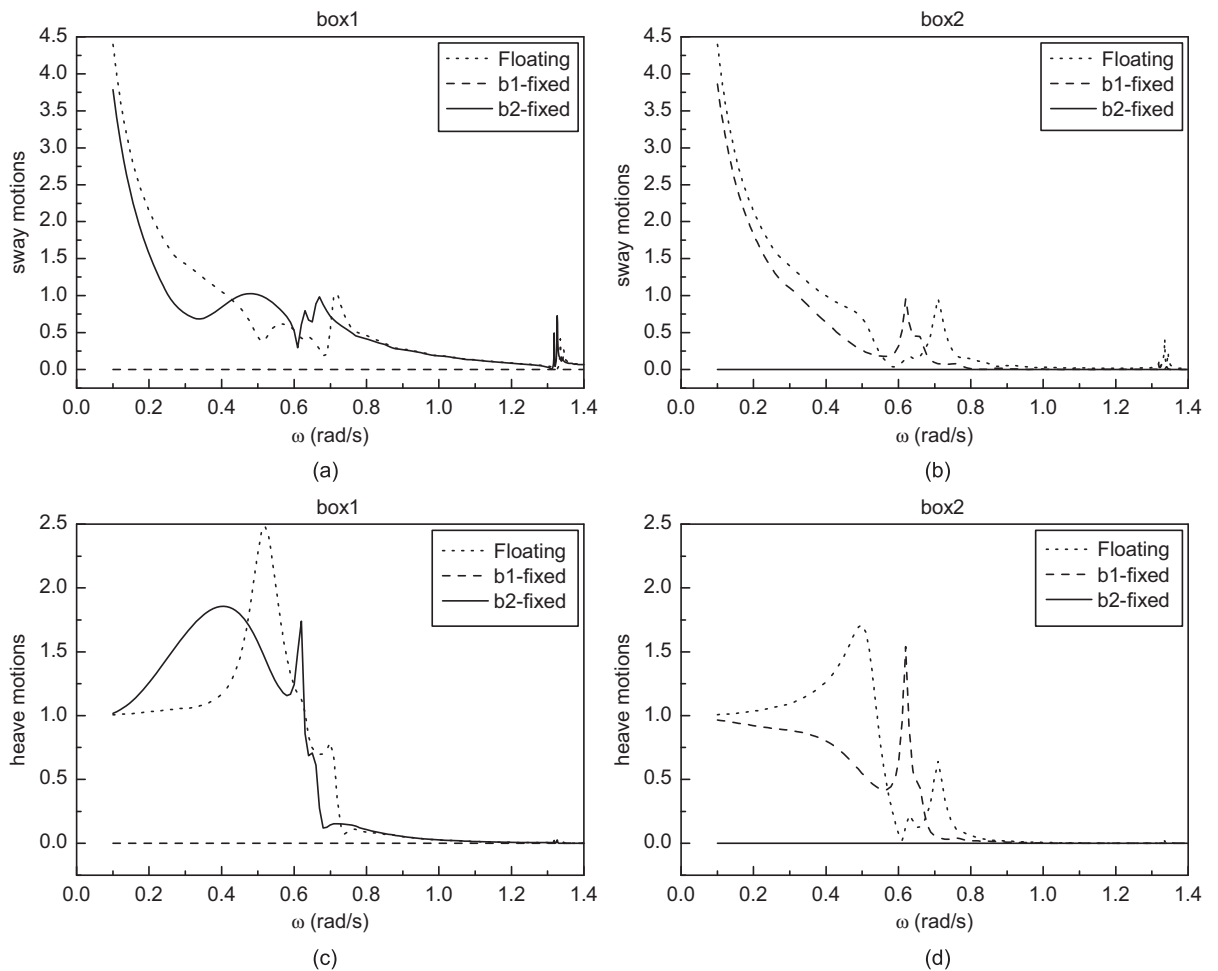 box1
4.5
4.0
3.5
3.0
2.5
2.0
1.5
1.0
0.5
0.0
sway motions
Floating
b1-fixed
b2-fixed
0.0 0.2 0.4 0.6 0.8 1.0 1.2 1.4
ω (rad/s)
(a)
box2
4.5
4.0
3.5
3.0
2.5
2.0
1.5
1.0
0.5
0.0
sway motions
Floating
b1-fixed
b2-fixed
0.0 0.2 0.4 0.6 0.8 1.0 1.2 1.4
ω (rad/s)
(b)
box1
2.5
2.0
1.5
1.0
0.5
0.0
heave motions
Floating
b1-fixed
b2-fixed
0.0 0.2 0.4 0.6 0.8 1.0 1.2 1.4
ω (rad/s)
(c)
box2
2.5
2.0
1.5
1.0
0.5
0.0
heave motions
Floating
b1-fixed
b2-fixed
0.0 0.2 0.4 0.6 0.8 1.0 1.2 1.4
ω (rad/s)
(d)